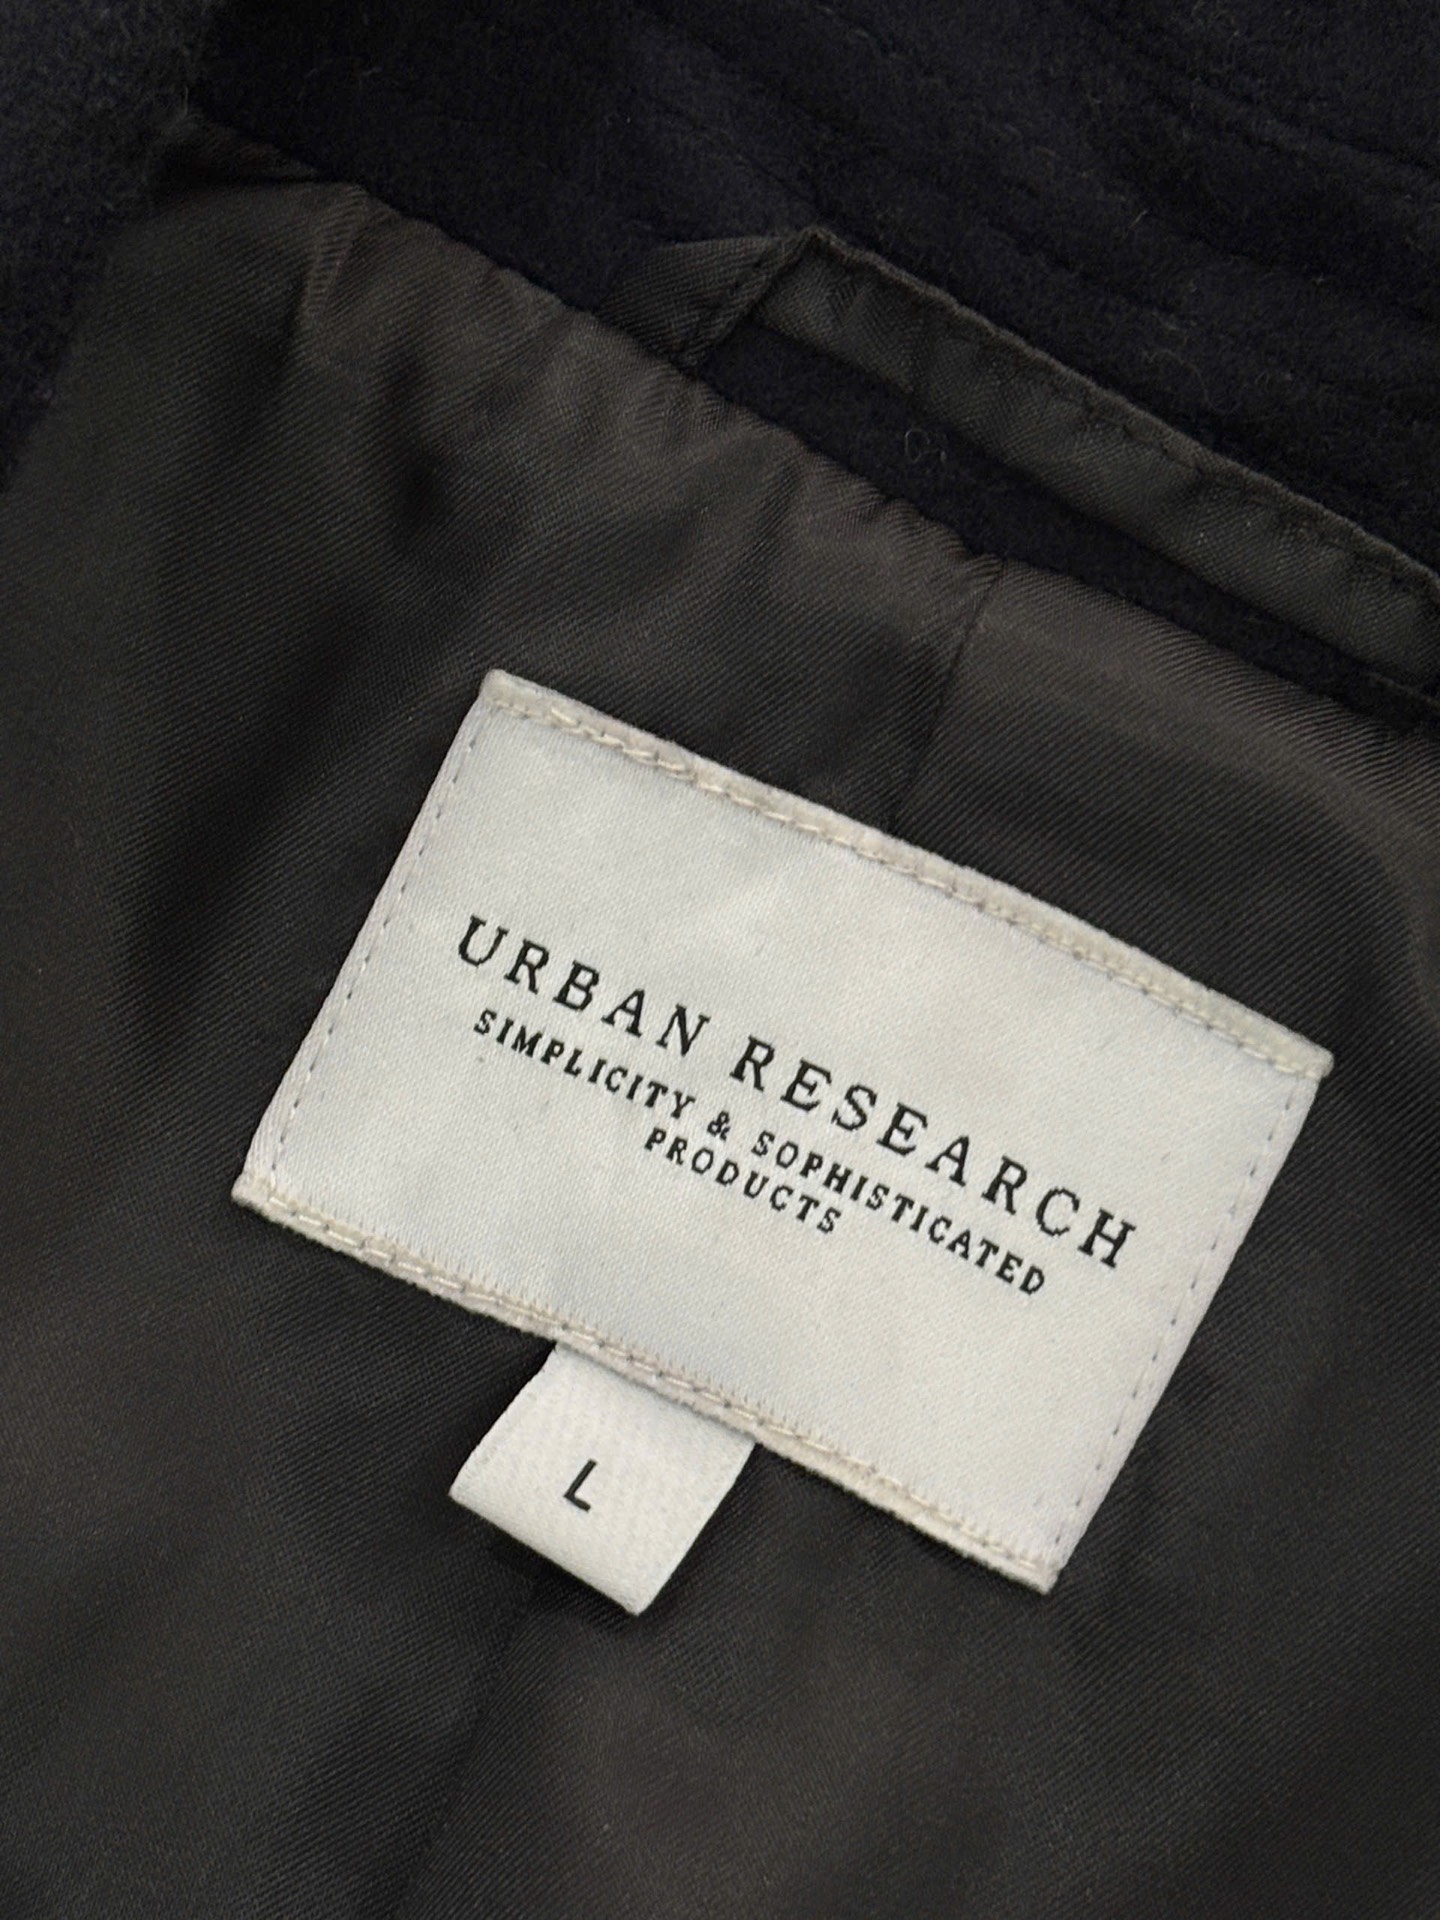 URBAN RESEARCH
SIMPLICITY & SOPHISTICATED
PRODUCTS
L